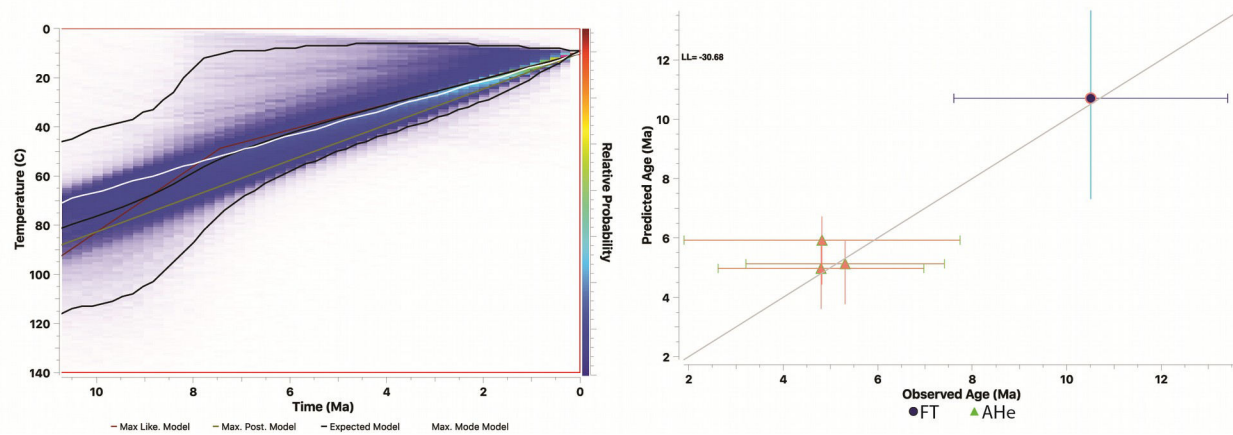 0
20
40
60
80
100
120
140
Temperature (C)
10
8
6
4
2
0
Time (Ma)
Relative Probability
Max Like. Model
Max. Post. Model
Expected Model
Max. Mode Model
LL= -30.68
12
10
8
6
4
2
Predicted Age (Ma)
2
4
6
8
10
12
Observed Age (Ma)
FT
AHe